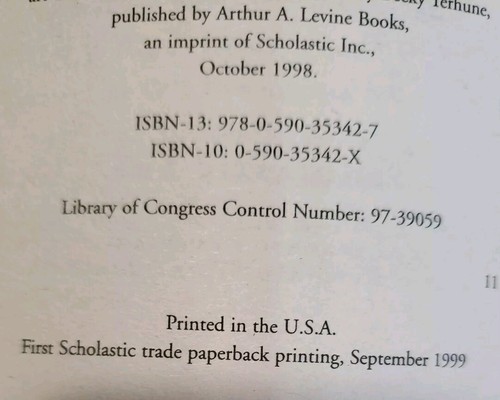 Terhune,
published by Arthur A. Levine Books,
an imprint of Scholastic Inc.,
October 1998.
ISBN-13: 978-0-590-35342-7
ISBN-10: 0-590-35342-X
Library of Congress Control Number: 97-39059
11
Printed in the U.S.A.
First Scholastic trade paperback printing, September 1999